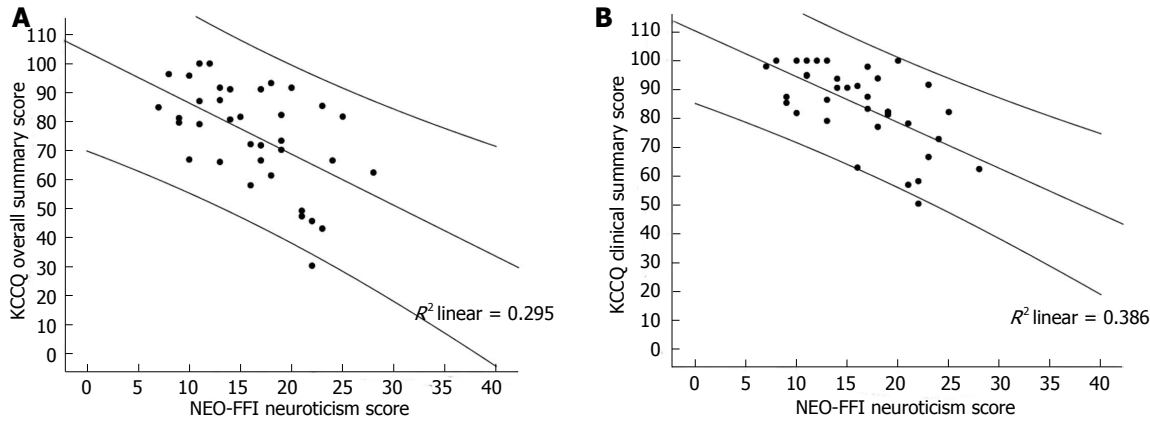 A
KCCQ overall summary score
110
100
90
80
70
60
50
40
30
20
10
0
R² linear = 0.295
0 5 10 15 20 25 30 35 40
NEO-FFI neuroticism score
B
KCCQ clinical summary score
110
100
90
80
70
60
50
40
30
20
10
0
R² linear = 0.386
0 5 10 15 20 25 30 35 40
NEO-FFI neuroticism score